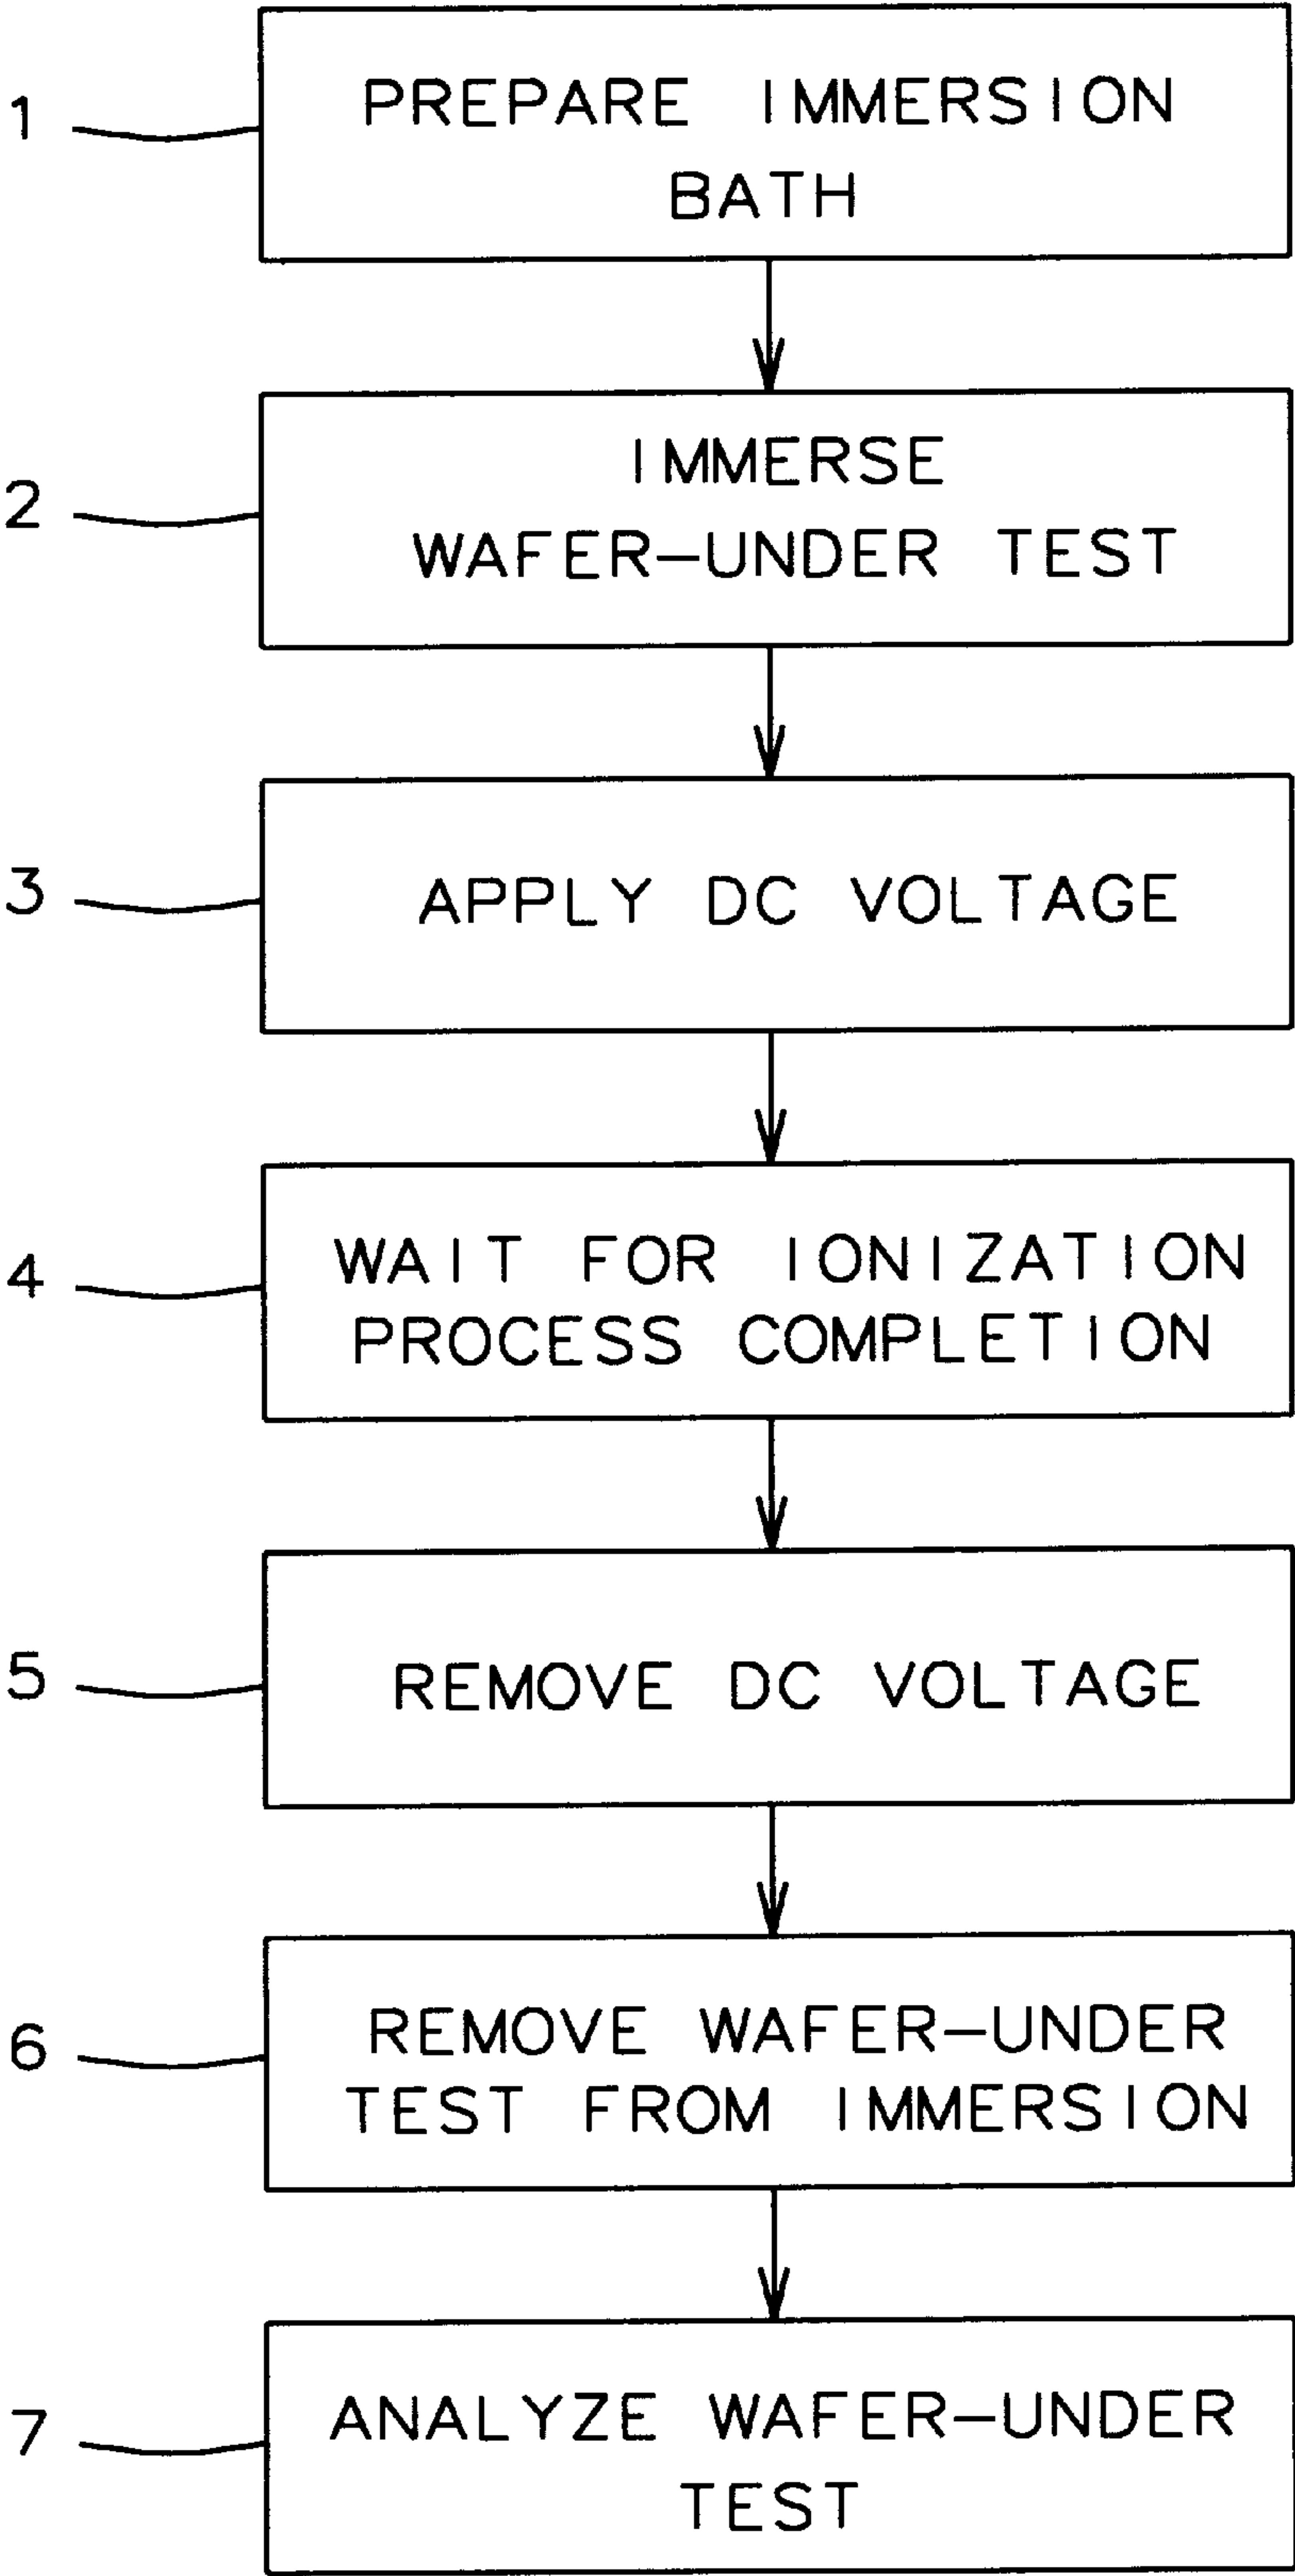 1
PREPARE IMMERSION
BATH
2
IMMERSE
WAFER-UNDER TEST
3
APPLY DC VOLTAGE
4
WAIT FOR IONIZATION
PROCESS COMPLETION
5
REMOVE DC VOLTAGE
6
REMOVE WAFER-UNDER
TEST FROM IMMERSION
7
ANALYZE WAFER-UNDER
TEST